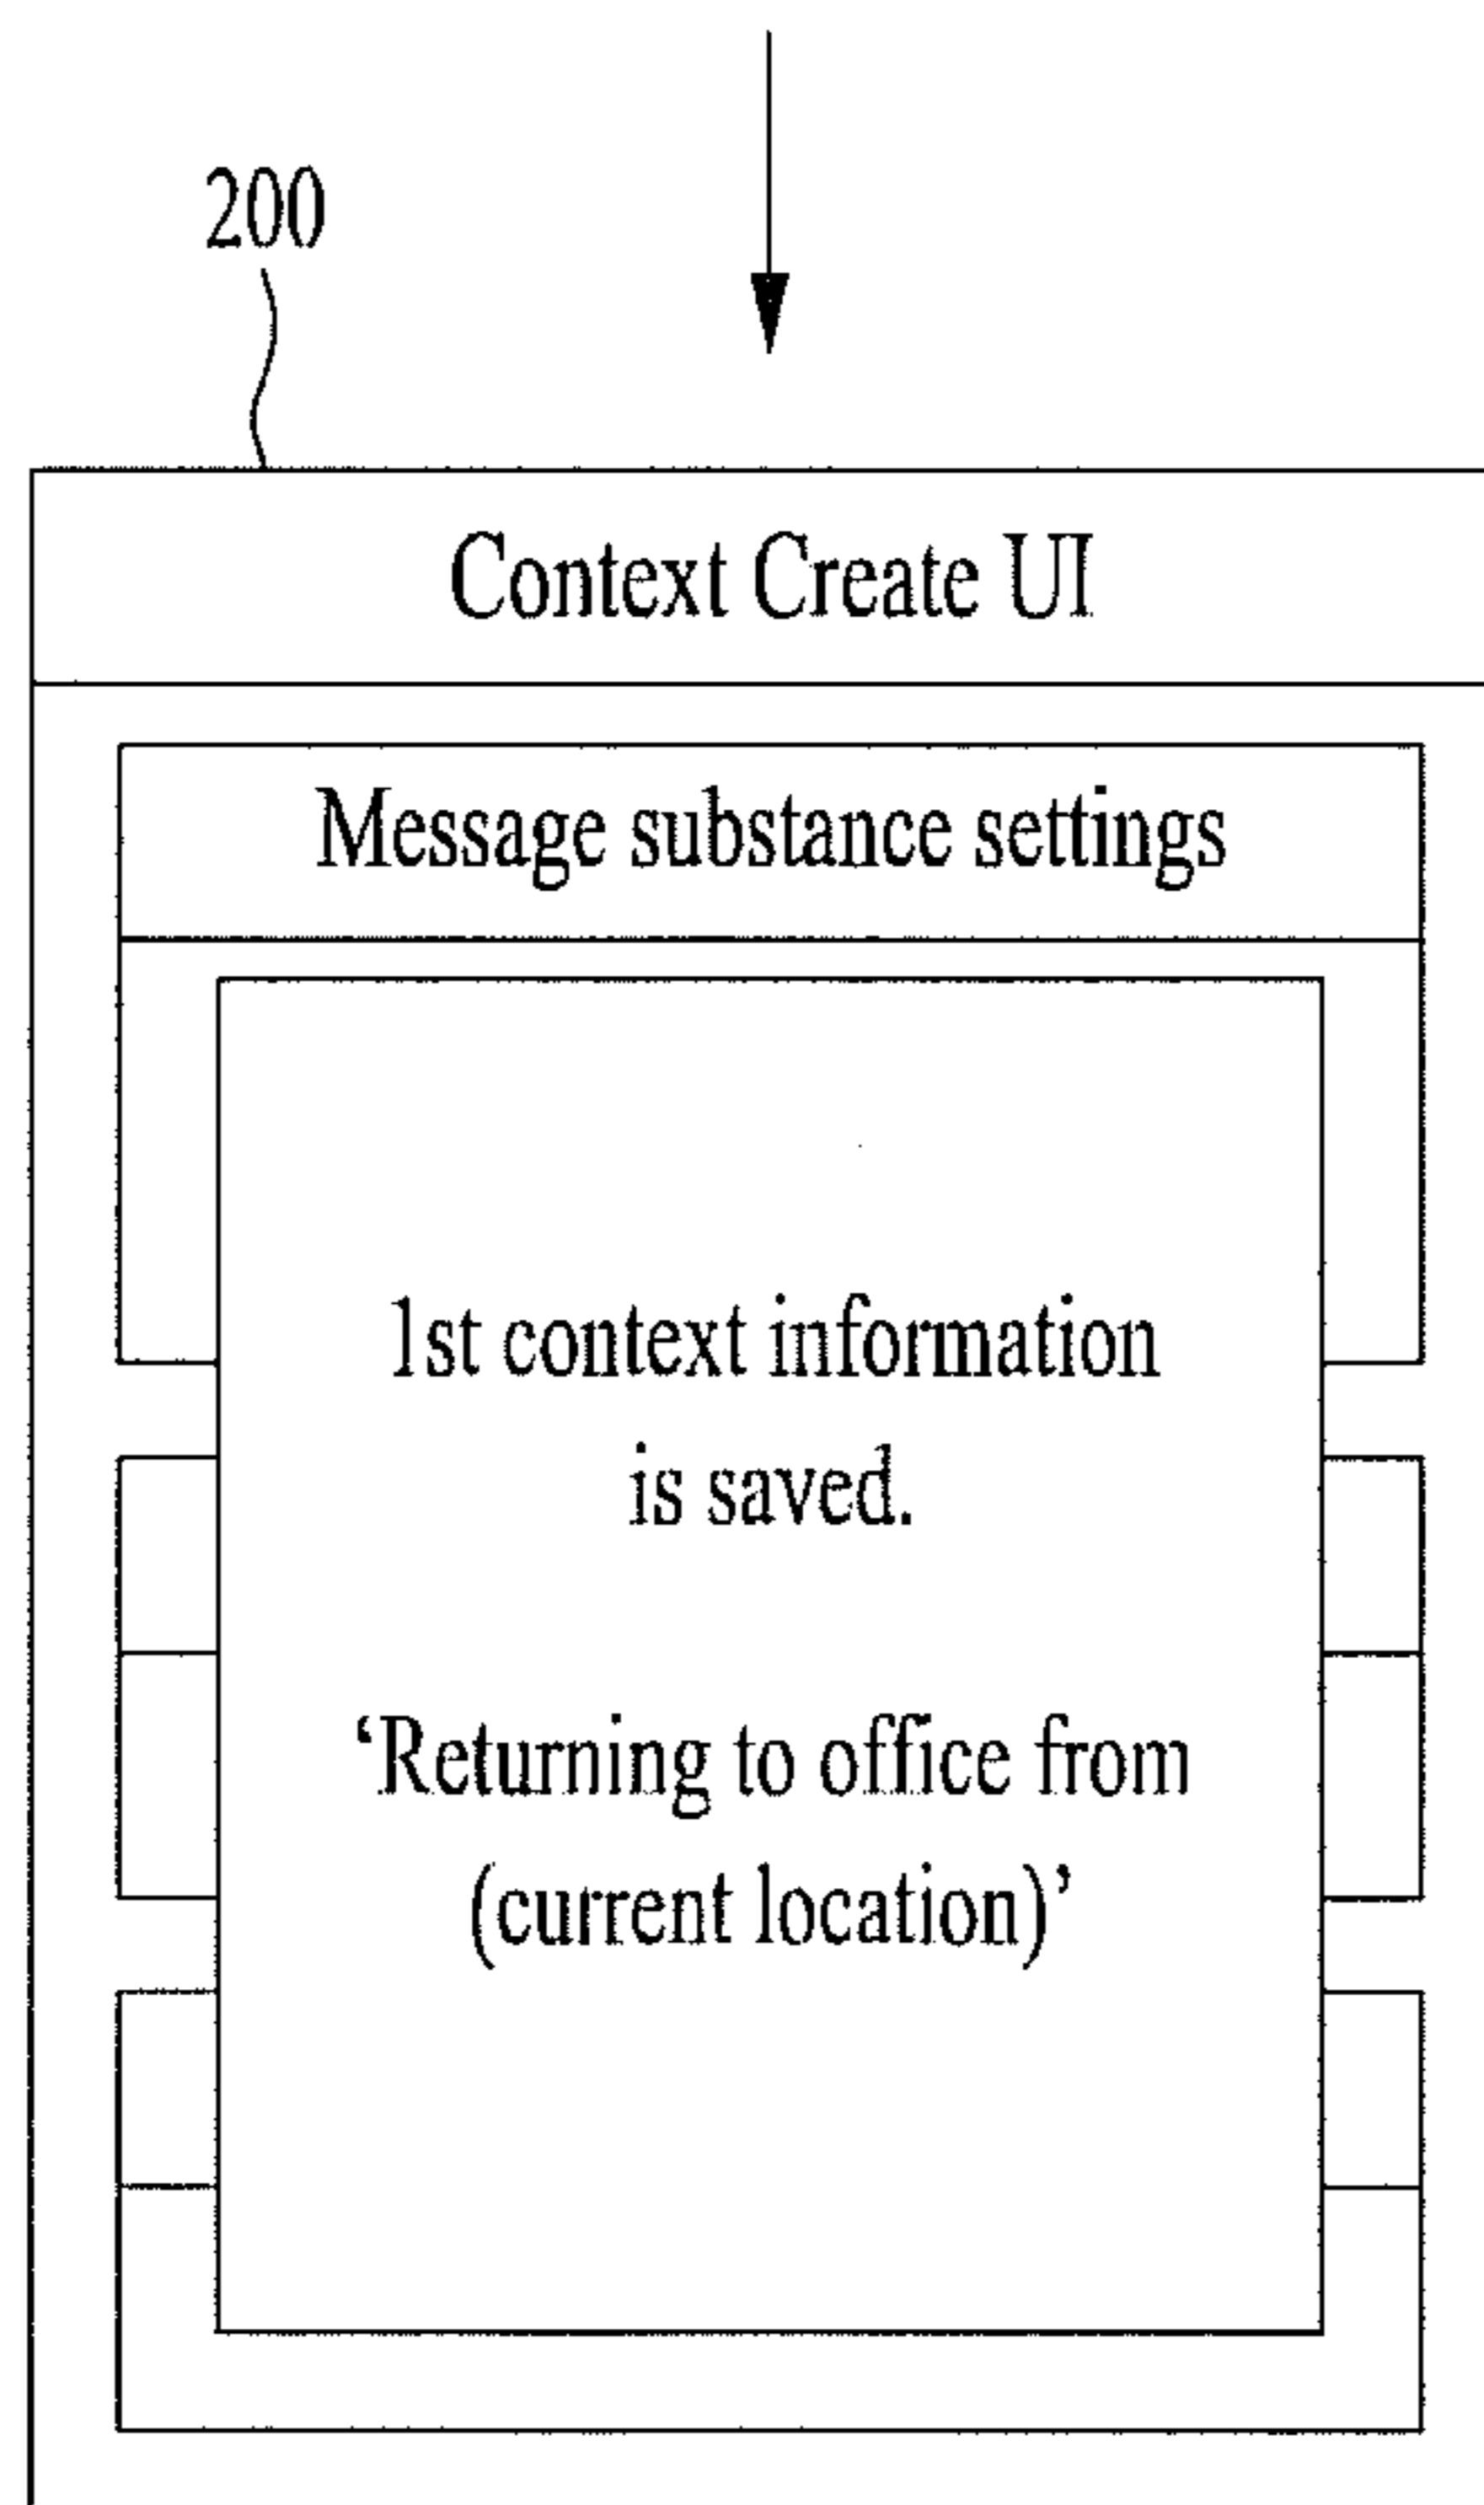 200
Context Create UI
Message substance settings
1st context information
is saved.
‘Returning to office from
(current location)’